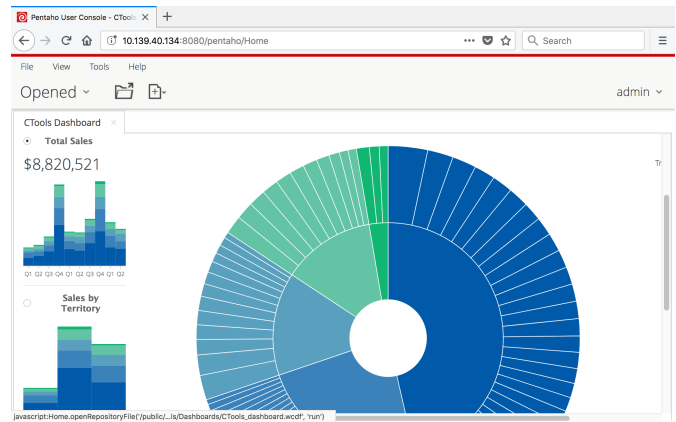 Pentaho User Console - CTools
10.139.40.134:8080/pentaho/Home
Search
File View Tools Help
Opened
admin
CTools Dashboard
Total Sales
$8,820,521
Tr
Q1 Q2 Q3 Q4 Q1 Q2 Q3 Q4 Q1 Q2
Sales by
Territory
javascript:Home.openRepositoryFile('/public/...ls/Dashboards/CTools_dashboard.wcdf', 'run')